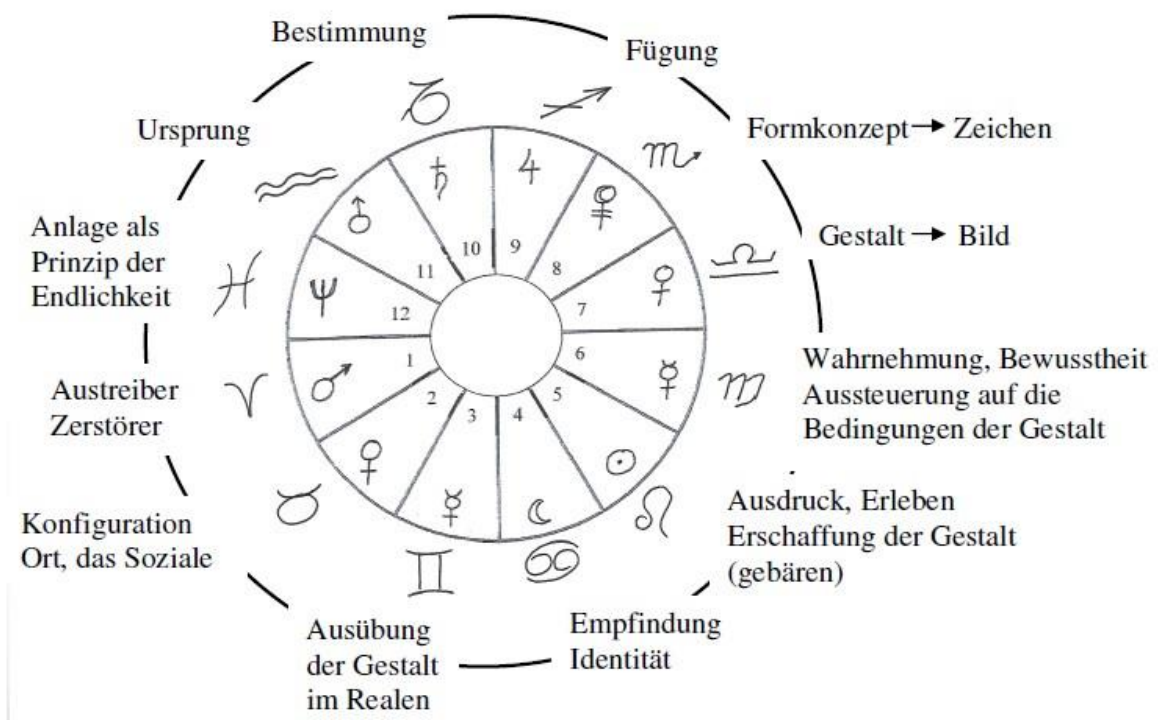 Bestimmung
Fügung
Ursprung
Formkonzept → Zeichen
Anlage als
Prinzip der
Endlichkeit
Gestalt → Bild
10
9
11
8
12
7
1
6
2
5
3
4
Austreiber
Zerstörer
Wahrnehmung, Bewusstheit
Aussteuerung auf die
Bedingungen der Gestalt
Konfiguration
Ort, das Soziale
Ausdruck, Erleben
Erschaffung der Gestalt
(gebären)
Ausübung
der Gestalt
im Realen
Empfindung
Identität